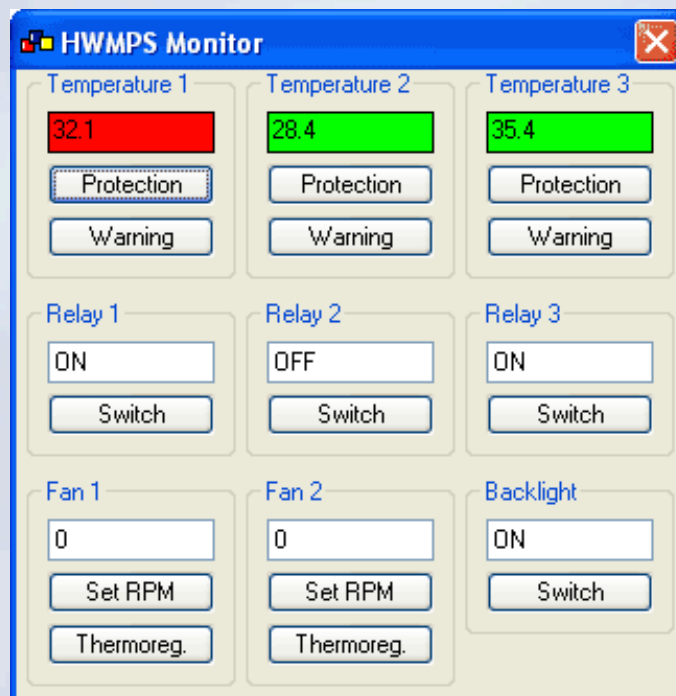 HWMPS Monitor
Temperature 1 Temperature 2 Temperature 3
32.1 28.4 35.4
Protection Protection Protection
Warning Warning Warning
Relay 1 Relay 2 Relay 3
ON OFF ON
Switch Switch Switch
Fan 1 Fan 2 Backlight
0 0 ON
Set RPM Set RPM Switch
Thermoreg. Thermoreg.